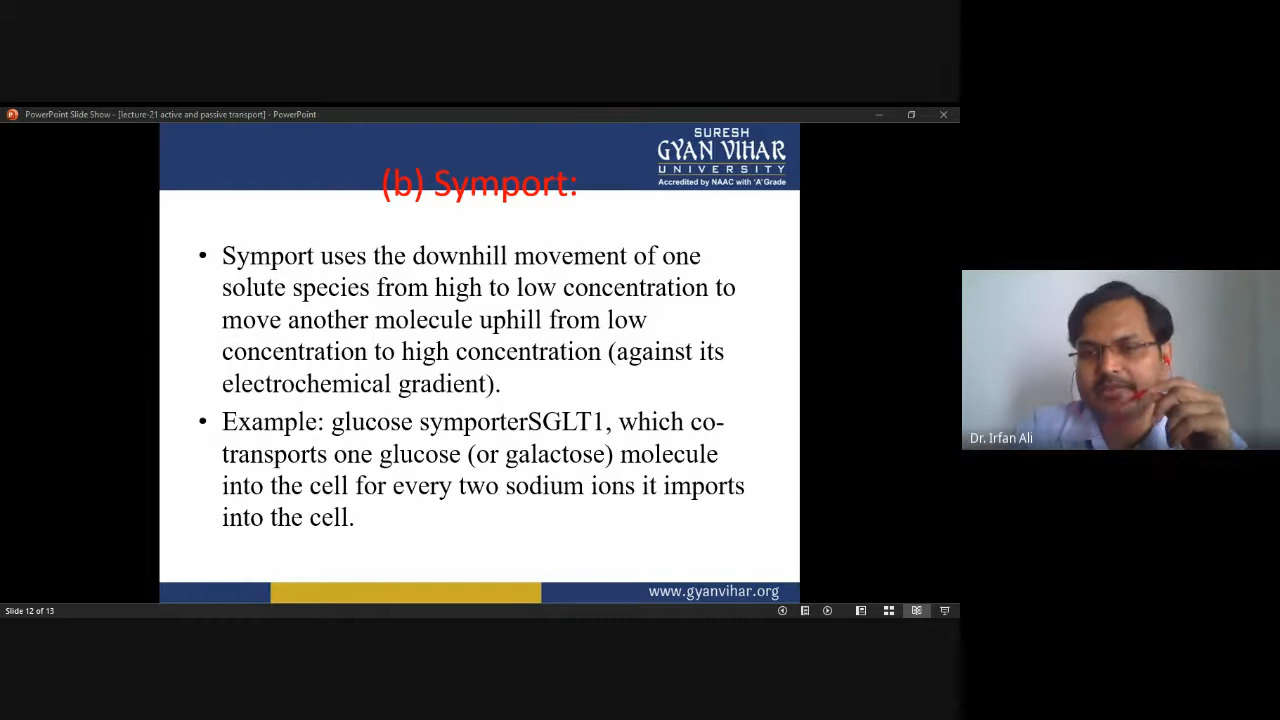 PowerPoint Slide Show - [lecture-21 active and passive transport] - PowerPoint
SURESH
GYAN VIHAR
UNIVERSITY
Accredited by NAAC with 'A' Grade
(b) Symport:
• Symport uses the downhill movement of one
solute species from high to low concentration to
move another molecule uphill from low
concentration to high concentration (against its
electrochemical gradient).
• Example: glucose symporterSGLT1, which co-
transports one glucose (or galactose) molecule
into the cell for every two sodium ions it imports
into the cell.
Dr. Irfan Ali
www.gyanvihar.org
Slide 12 of 13